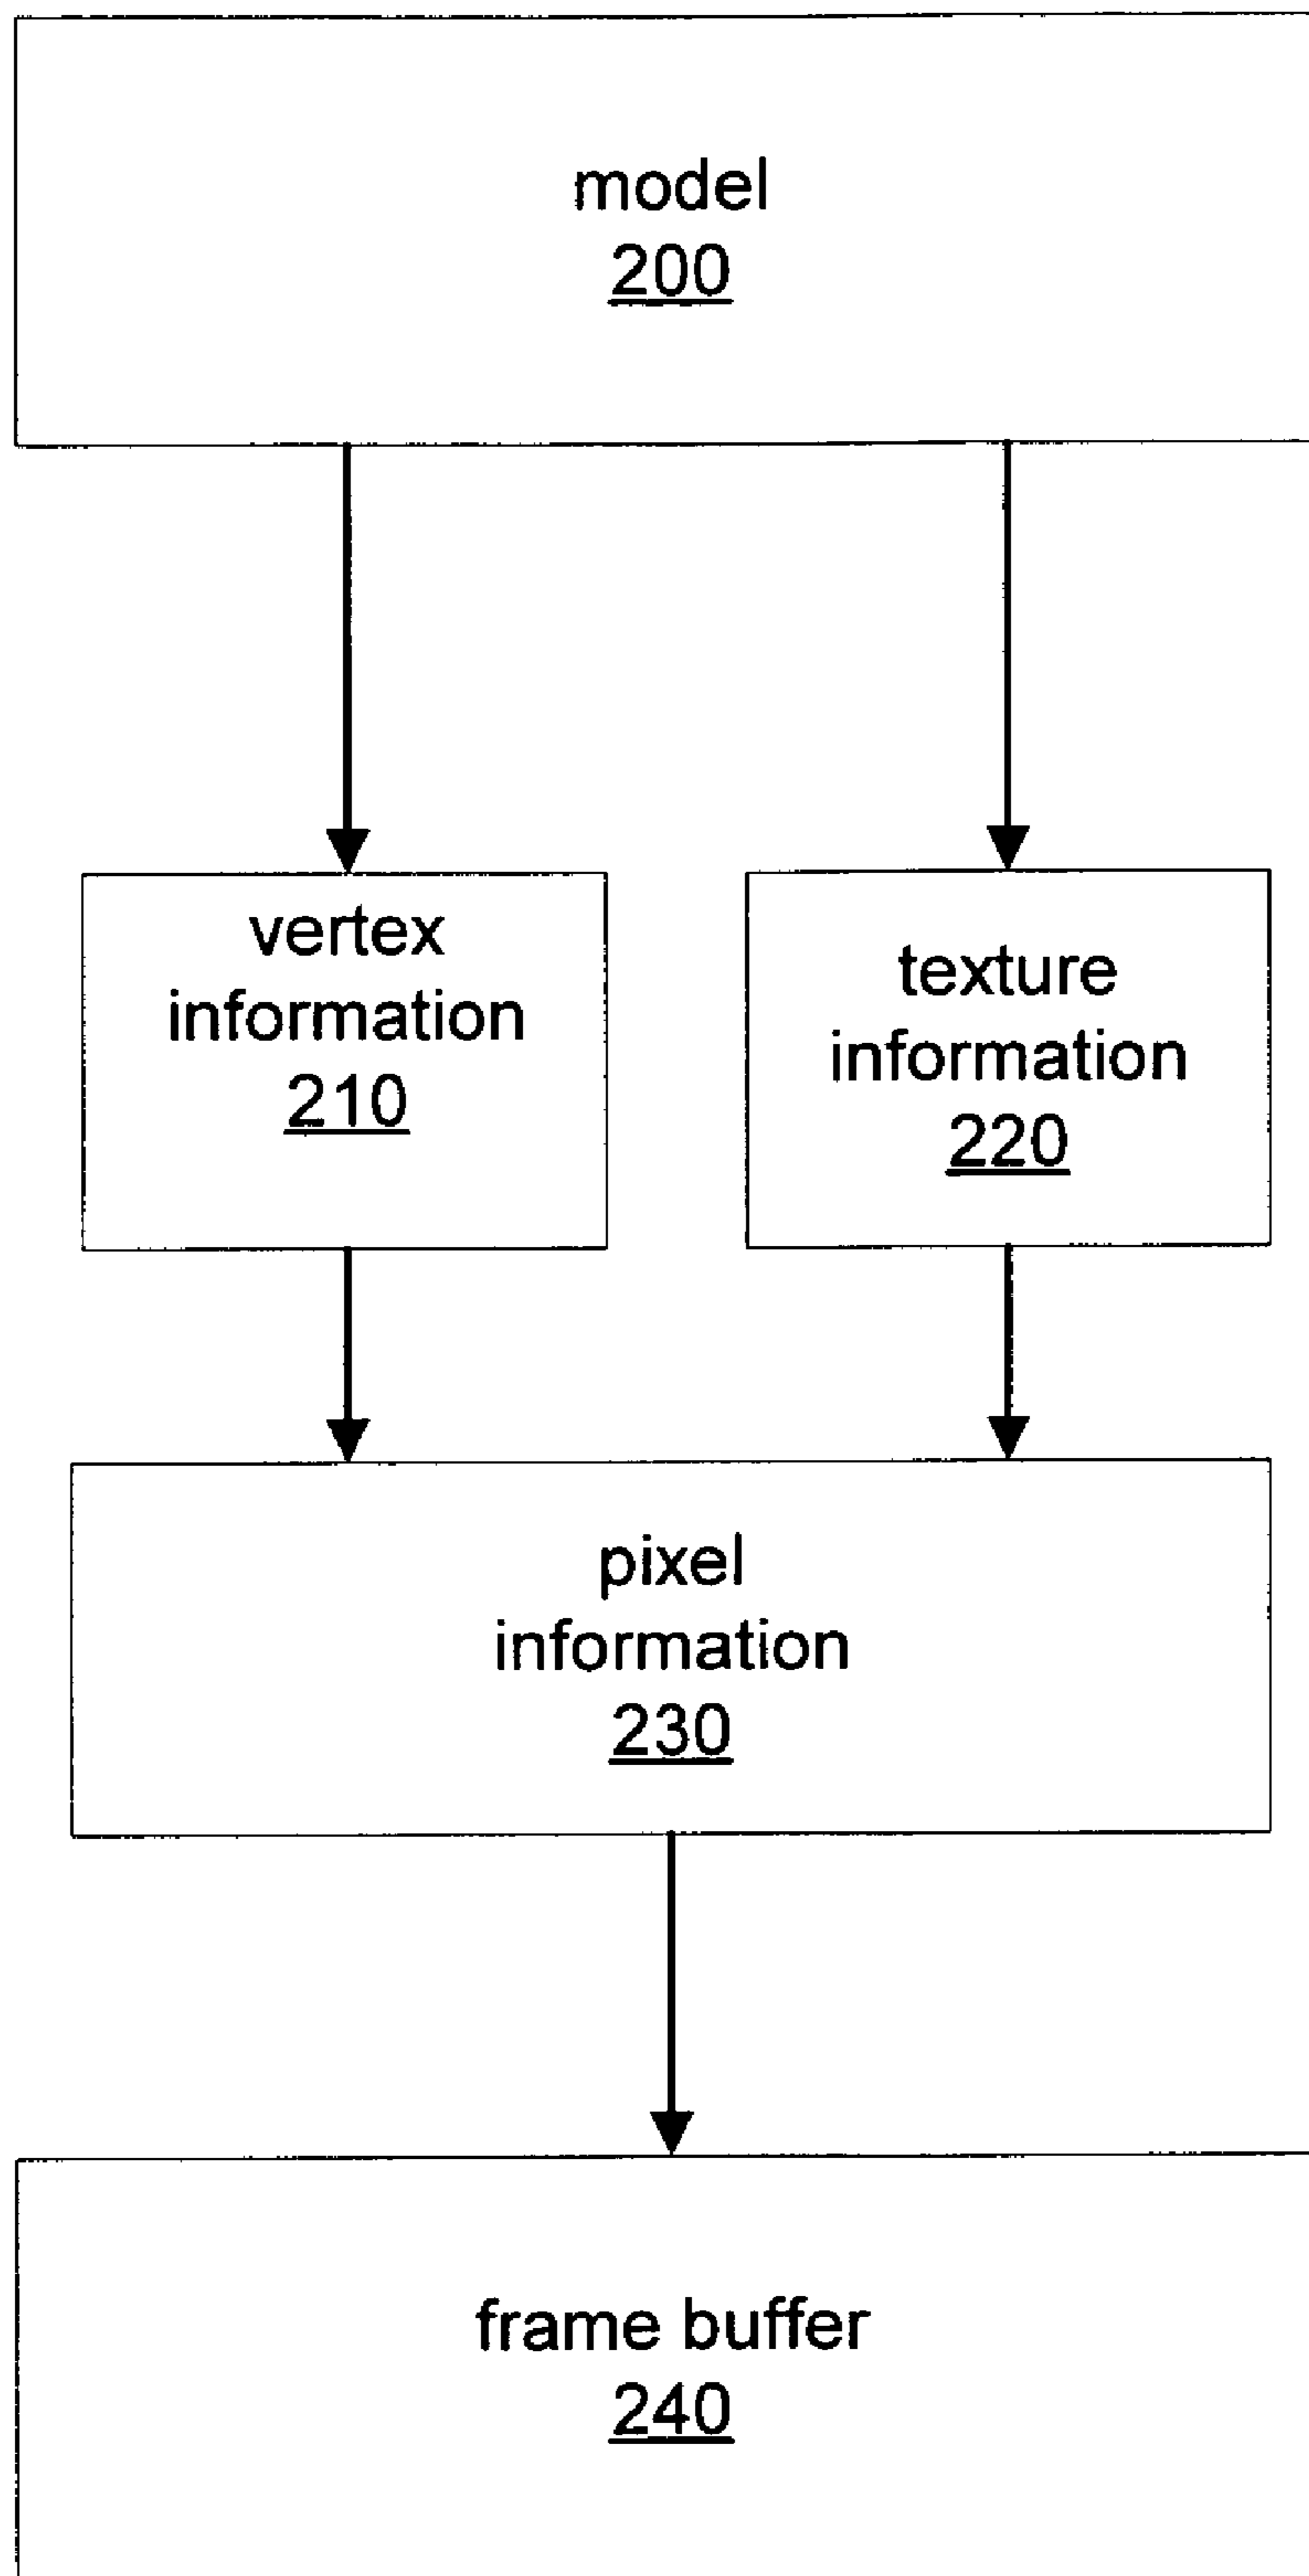 model
200
vertex
information
210
texture
information
220
pixel
information
230
frame buffer
240